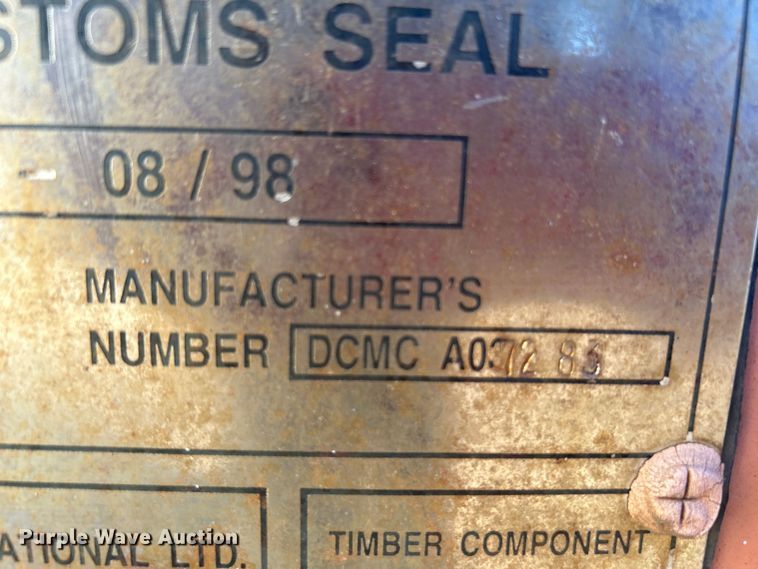 STOMS SEAL
08 / 98
MANUFACTURER'S
NUMBER DCMC
ATIONAL LTD. TIMBER COMPONENT
Purple Wave Auction